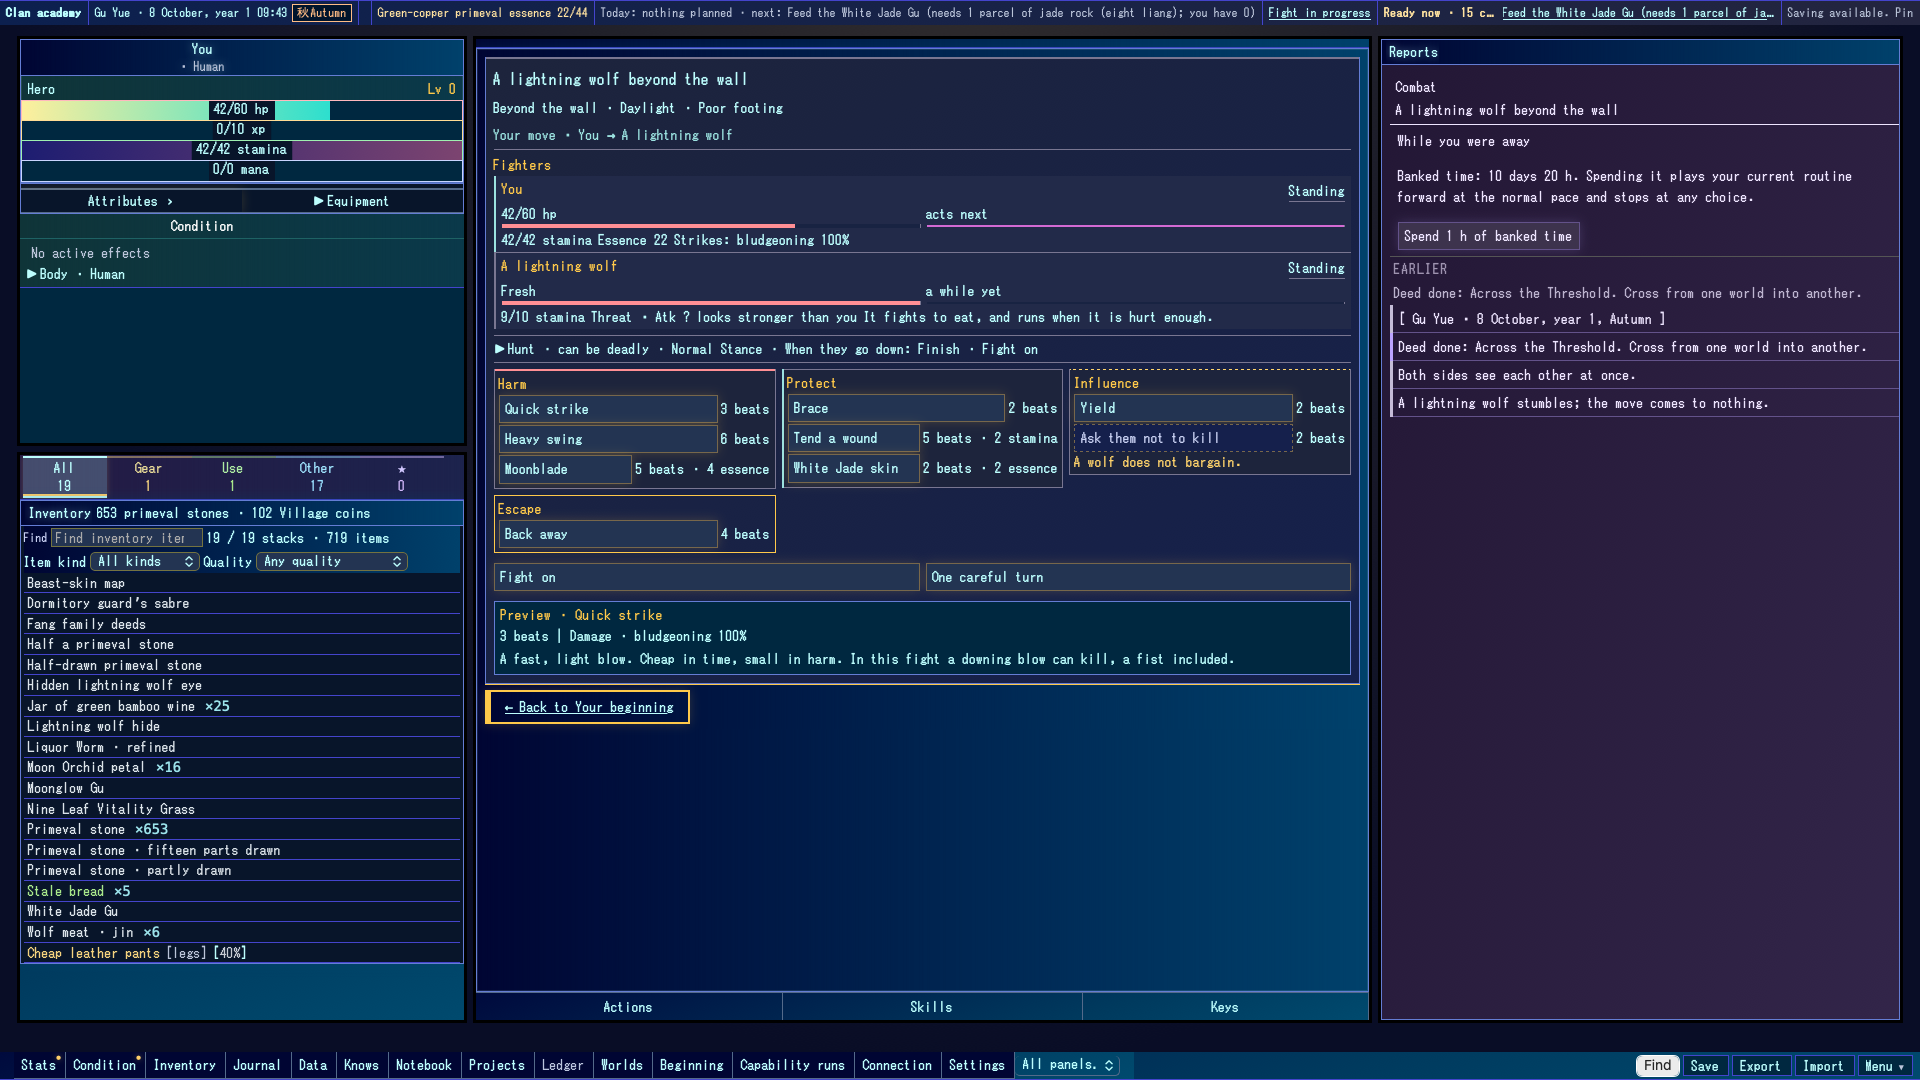 Clan academy
Gu Yue · 8 October, year 1 09:43 秋Autumn
Green-copper primeval essence 22/44
Today: nothing planned · next: Feed the White Jade Gu (needs 1 parcel of jade rock (eight liang); you have 0)
Fight in progress
Ready now · 15 c…
Feed the White Jade Gu (needs 1 parcel of ja…
Saving available. Pin
You
· Human
Hero
Lv 0
42/60 hp
0/10 xp
42/42 stamina
0/0 mana
Attributes ›
▶Equipment
Condition
No active effects
▶Body · Human
All
19
Gear
1
Use
1
Other
17
★
0
Inventory 653 primeval stones · 102 Village coins
Find
Find inventory iter
19 / 19 stacks · 719 items
Item kind
All kinds
Quality
Any quality
Beast-skin map
Dormitory guard's sabre
Fang family deeds
Half a primeval stone
Half-drawn primeval stone
Hidden lightning wolf eye
Jar of green bamboo wine ×25
Lightning wolf hide
Liquor Worm · refined
Moon Orchid petal ×16
Moonglow Gu
Nine Leaf Vitality Grass
Primeval stone ×653
Primeval stone · fifteen parts drawn
Primeval stone · partly drawn
Stale bread ×5
White Jade Gu
Wolf meat · jin ×6
Cheap leather pants [legs] [40%]
A lightning wolf beyond the wall
Beyond the wall · Daylight · Poor footing
Your move · You → A lightning wolf
Fighters
You
Standing
42/60 hp
acts next
42/42 stamina Essence 22 Strikes: bludgeoning 100%
A lightning wolf
Standing
Fresh
a while yet
9/10 stamina Threat · Atk ? looks stronger than you It fights to eat, and runs when it is hurt enough.
▶Hunt · can be deadly · Normal Stance · When they go down: Finish · Fight on
Harm
Quick strike
3 beats
Heavy swing
6 beats
Moonblade
5 beats · 4 essence
Protect
Brace
2 beats
Tend a wound
5 beats · 2 stamina
White Jade skin
2 beats · 2 essence
Influence
Yield
2 beats
Ask them not to kill
2 beats
A wolf does not bargain.
Escape
Back away
4 beats
Fight on
One careful turn
Preview · Quick strike
3 beats | Damage · bludgeoning 100%
A fast, light blow. Cheap in time, small in harm. In this fight a downing blow can kill, a fist included.
← Back to Your beginning
Actions
Skills
Keys
Reports
Combat
A lightning wolf beyond the wall
While you were away
Banked time: 10 days 20 h. Spending it plays your current routine
forward at the normal pace and stops at any choice.
Spend 1 h of banked time
EARLIER
Deed done: Across the Threshold. Cross from one world into another.
[ Gu Yue · 8 October, year 1, Autumn ]
Deed done: Across the Threshold. Cross from one world into another.
Both sides see each other at once.
A lightning wolf stumbles; the move comes to nothing.
Stats
Condition
Inventory
Journal
Data
Knows
Notebook
Projects
Ledger
Worlds
Beginning
Capability runs
Connection
Settings
All panels.
Find
Save
Export
Import
Menu ▾